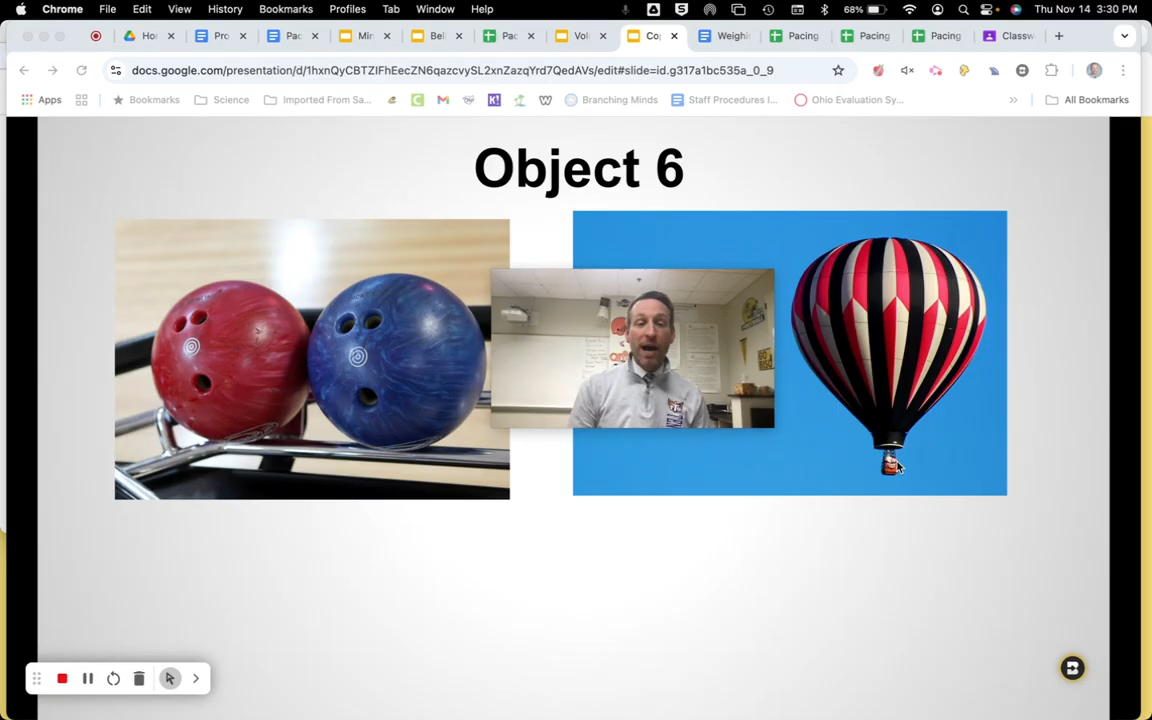 Chrome File Edit View History Bookmarks Profiles Tab Window Help 68% Thu Nov 14 3:30 PM
Ho Pro Pac Min Bel Pac Vol Co Weighi Pacing Pacing Pacing Classw
docs.google.com/presentation/d/1hxnQyCBTZIFhEecZN6qazcvySL2xnZazqYrd7QedAVs/edit#slide=id.g317a1bc535a_0_9
Apps Bookmarks Science Imported From Sa... Branching Minds Staff Procedures I... Ohio Evaluation Sy... » All Bookmarks
Object 6